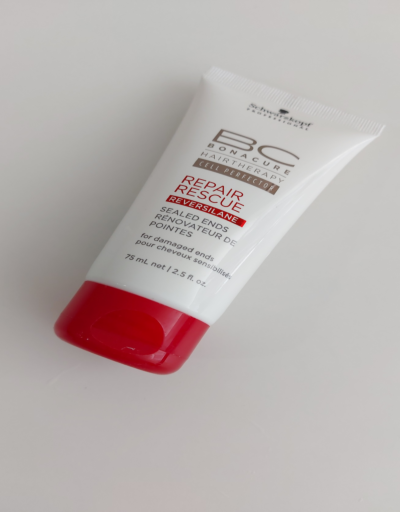 Schwarzkopf
PROFESSIONAL
BC
BONACURE
HAIRTHERAPY
CELL PERFECTOR
REPAIR
RESCUE
REVERSILANE
SEALED ENDS
RÉNOVATEUR DE
POINTES
for damaged ends
pour cheveux sensibilisés
75 mL net | 2.5 fl. oz.